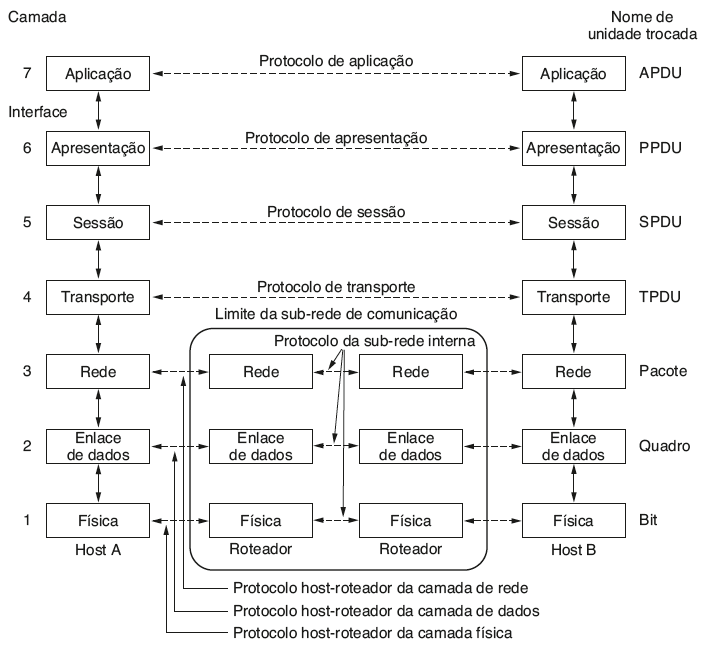 Camada
Nome de
unidade trocada
Protocolo de aplicação
7 Aplicação Aplicação APDU
Interface
Protocolo de apresentação
6 Apresentação Apresentação PPDU
Protocolo de sessão
5 Sessão Sessão SPDU
Protocolo de transporte
4 Transporte Transporte TPDU
Limite da sub-rede de comunicação
Protocolo da sub-rede interna
3 Rede Rede Rede Rede Pacote
2 Enlace de dados Enlace de dados Enlace de dados Enlace de dados Quadro
1 Física Física Física Física Bit
Host A Roteador Roteador Host B
Protocolo host-roteador da camada de rede
Protocolo host-roteador da camada de dados
Protocolo host-roteador da camada física